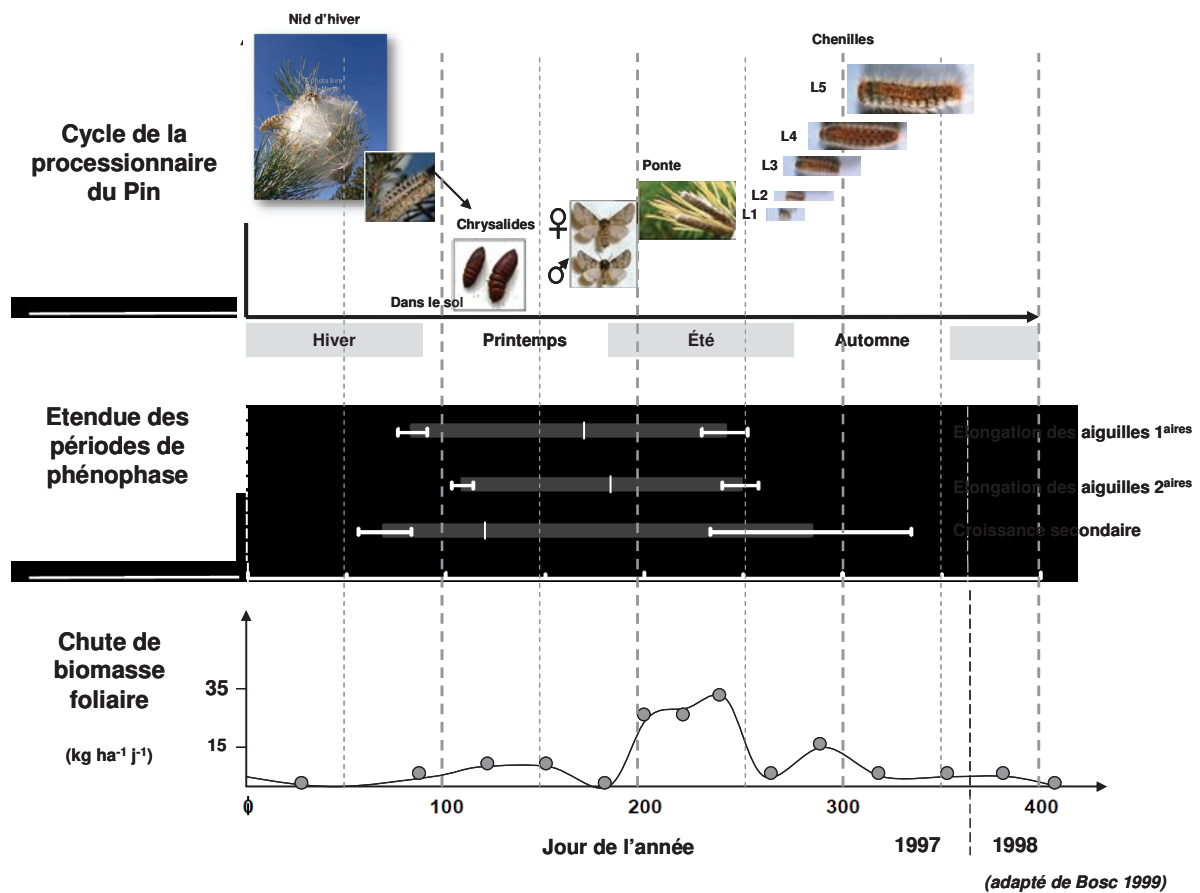 Nid d'hiver
Chenilles
L5
L4
L3
L2
L1
Cycle de la
processionnaire
du Pin
photo Inra
Ponte
♀
♂
Chrysalides
Dans le sol
Hiver
Printemps
Été
Automne
Etendue des
périodes de
phénophase
Elongation des aiguilles 1aires
Elongation des aiguilles 2aires
Croissance secondaire
Chute de
biomasse
foliaire
(kg ha-1 j-1)
35
15
0
100
200
300
400
Jour de l'année
1997
1998
(adapté de Bosc 1999)